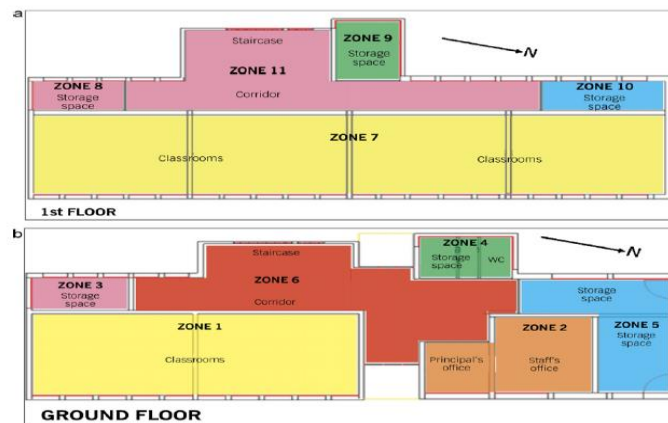 a
Staircase
ZONE 9
Storage
space
N
ZONE 8
Storage
space
ZONE 11
Corridor
ZONE 10
Storage
space
ZONE 7
Classrooms
Classrooms
1st FLOOR
b
Staircase
ZONE 4
Storage
space
WC
N
ZONE 3
Storage
space
ZONE 6
Corridor
Storage
space
ZONE 1
Classrooms
ZONE 2
Principal's
office
Staff's
office
ZONE 5
Storage
space
GROUND FLOOR